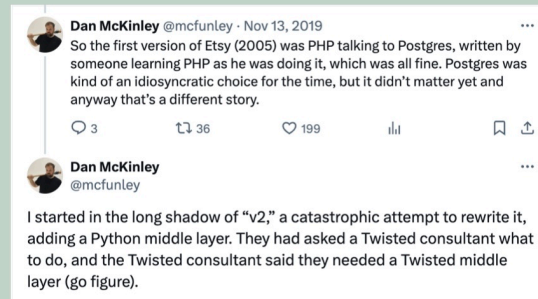 Dan McKinley @mcfunley · Nov 13, 2019
So the first version of Etsy (2005) was PHP talking to Postgres, written by
someone learning PHP as he was doing it, which was all fine. Postgres was
kind of an idiosyncratic choice for the time, but it didn't matter yet and
anyway that's a different story.
3 36 199
Dan McKinley
@mcfunley
I started in the long shadow of “v2,” a catastrophic attempt to rewrite it,
adding a Python middle layer. They had asked a Twisted consultant what
to do, and the Twisted consultant said they needed a Twisted middle
layer (go figure).